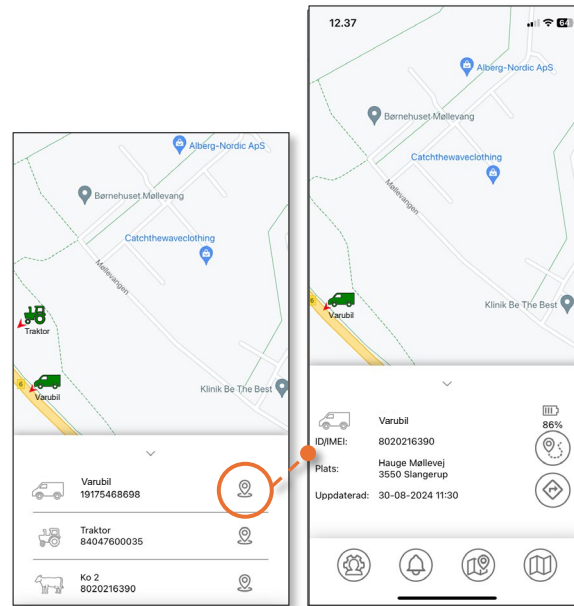 Alberg-Nordic ApS
Børnehuset Møllevang
Catchthewaveclothing
Møllevangen
Traktor
6
Varubil
Klinik Be The Best
Varubil
19175468698
Traktor
84047600035
Ko 2
8020216390
12.37
64
Alberg-Nordic ApS
Børnehuset Møllevang
Catchthewaveclothing
Møllevangen
6
Varubil
Klinik Be The Best
Varubil
86%
ID/IMEI: 8020216390
Plats: Hauge Møllevej
3550 Slangerup
Uppdaterad: 30-08-2024 11:30